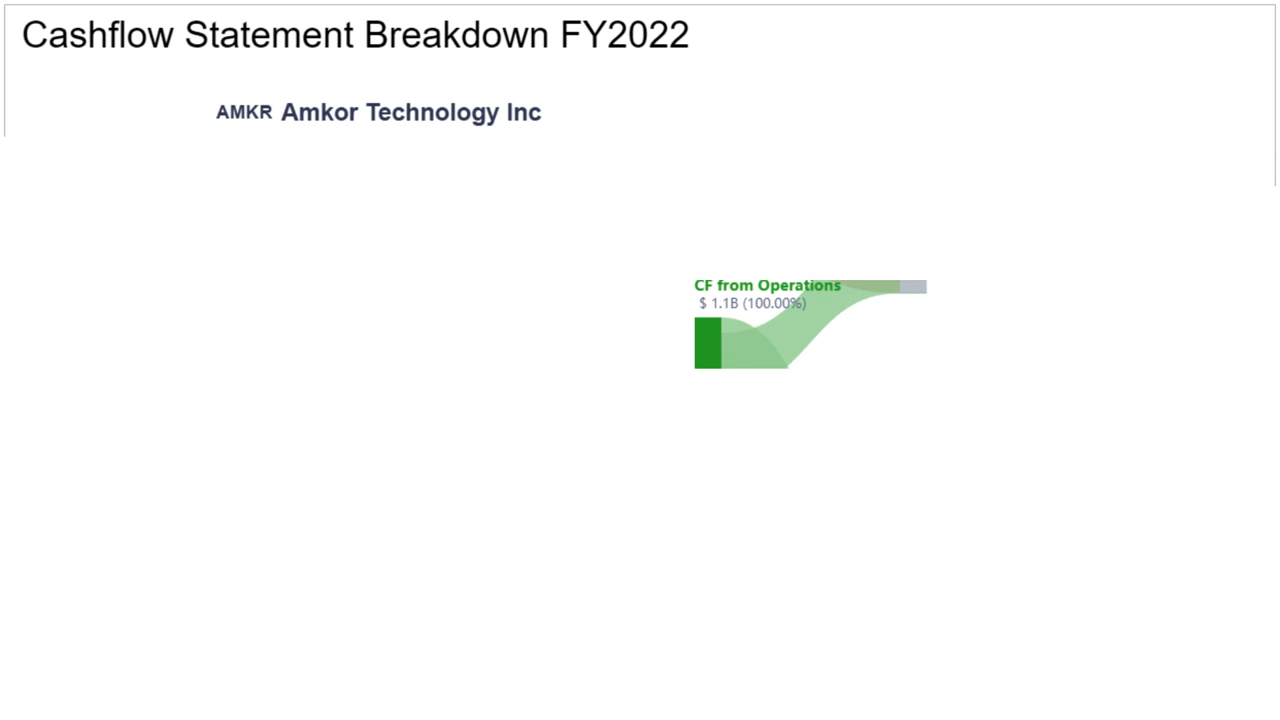 Cashflow Statement Breakdown FY2022
AMKR Amkor Technology Inc
CF from Operations
$ 1.1B (100.00%)